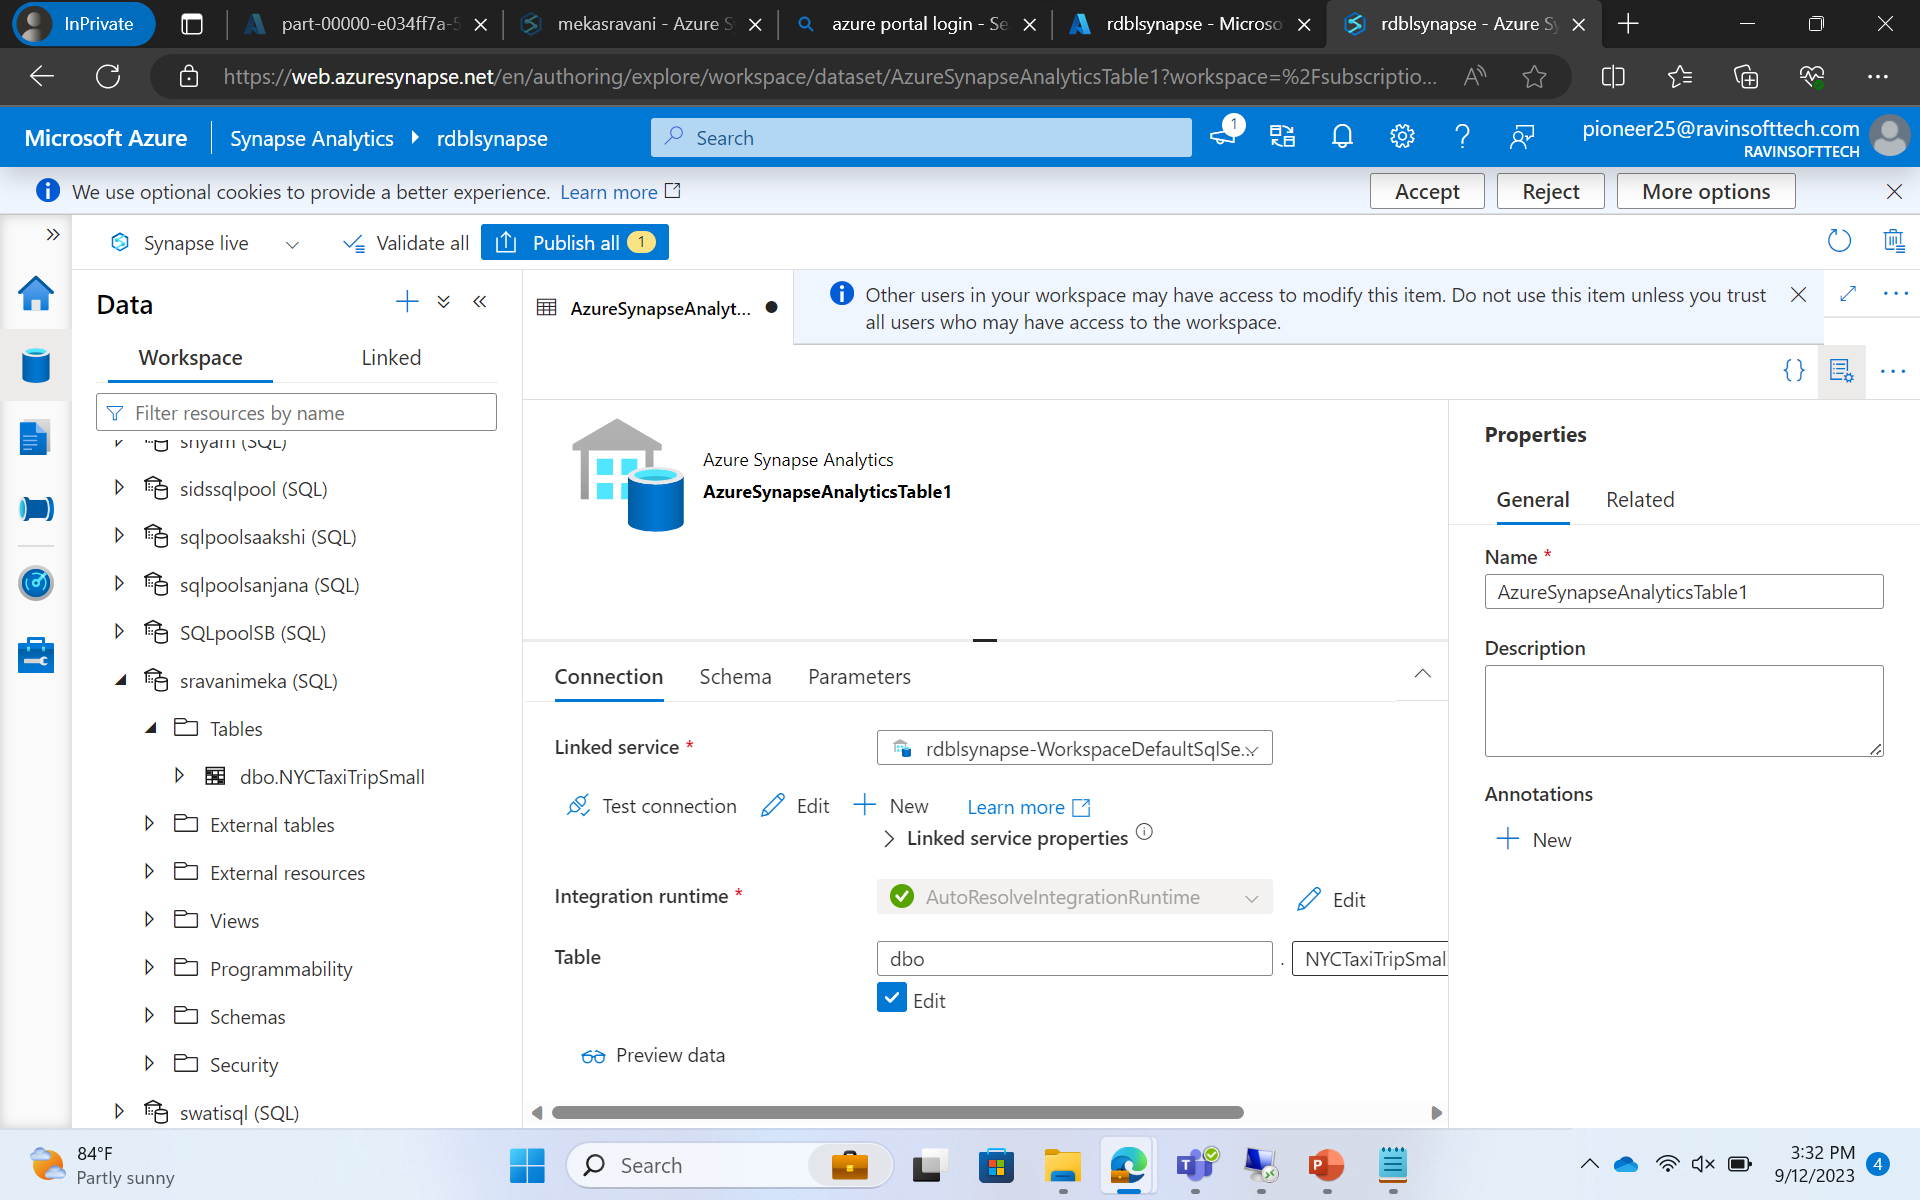 InPrivate
part-00000-e034ff7a-5
mekasravani - Azure S
azure portal login - Se
rdblsynapse - Microso
rdblsynapse - Azure Sy
https://web.azuresynapse.net/en/authoring/explore/workspace/dataset/AzureSynapseAnalyticsTable1?workspace=%2Fsubscriptio...
Microsoft Azure
Synapse Analytics
rdblsynapse
Search
1
pioneer25@ravinsofttech.com
RAVINSOFTTECH
We use optional cookies to provide a better experience. Learn more
Accept
Reject
More options
Synapse live
Validate all
Publish all 1
Data
Workspace
Linked
Filter resources by name
shyam (SQL)
sidssqlpool (SQL)
sqlpoolsaakshi (SQL)
sqlpoolsanjana (SQL)
SQLpoolSB (SQL)
sravanimeka (SQL)
Tables
dbo.NYCTaxiTripSmall
External tables
External resources
Views
Programmability
Schemas
Security
swatisql (SQL)
AzureSynapseAnalyt...
Other users in your workspace may have access to modify this item. Do not use this item unless you trust
all users who may have access to the workspace.
Azure Synapse Analytics
AzureSynapseAnalyticsTable1
Connection
Schema
Parameters
Linked service *
rdblsynapse-WorkspaceDefaultSqlSe...
Test connection
Edit
New
Learn more
Linked service properties
Integration runtime *
AutoResolveIntegrationRuntime
Edit
Table
dbo
.
NYCTaxiTripSmal
Edit
Preview data
Properties
General
Related
Name *
AzureSynapseAnalyticsTable1
Description
Annotations
New
84°F
Partly sunny
Search
3:32 PM
9/12/2023
4